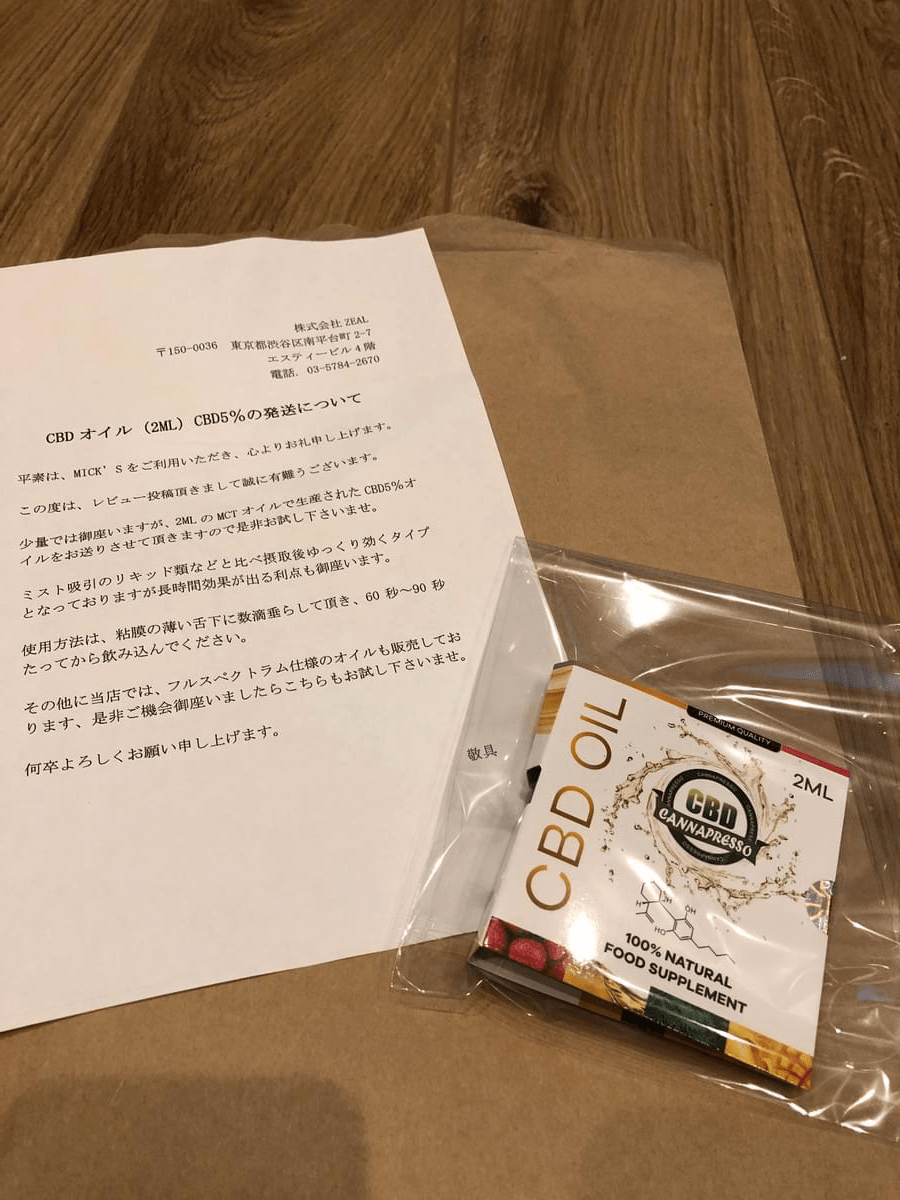 株式会社 ZEAL
〒150-0036 東京都渋谷区南平台町 2-7
エスティービル 4 階
電話. 03-5784-2670
CBD オイル (2ML) CBD5%の発送について
平素は、MICK'S をご利用いただき、心よりお礼申し上げます。
この度は、レビュー投稿頂きまして誠に有難うございます。
少量では御座いますが、2ML の MCT オイルで生産された CBD5%オ
イルをお送りさせて頂きますので是非お試し下さいませ。
ミスト吸引のリキッド類などと比べ摂取後ゆっくり効くタイプ
となっておりますが長時間効果が出る利点も御座います。
使用方法は、粘膜の薄い舌下に数滴垂らして頂き、60 秒~90 秒
たってから飲み込んでください。
その他に当店では、フルスペクトラム仕様のオイルも販売してお
ります、是非ご機会御座いましたらこちらもお試し下さいませ。
何卒よろしくお願い申し上げます。
敬具
CBD OIL
PREMIUM QUALITY
2ML
CANNAPRESSO
CBD
CANNAPRESSO
CANNAPRESSO
CANNAPRESSO
CANNAPRESSO
H
OH
OH
H
HO
100% NATURAL
FOOD SUPPLEMENT